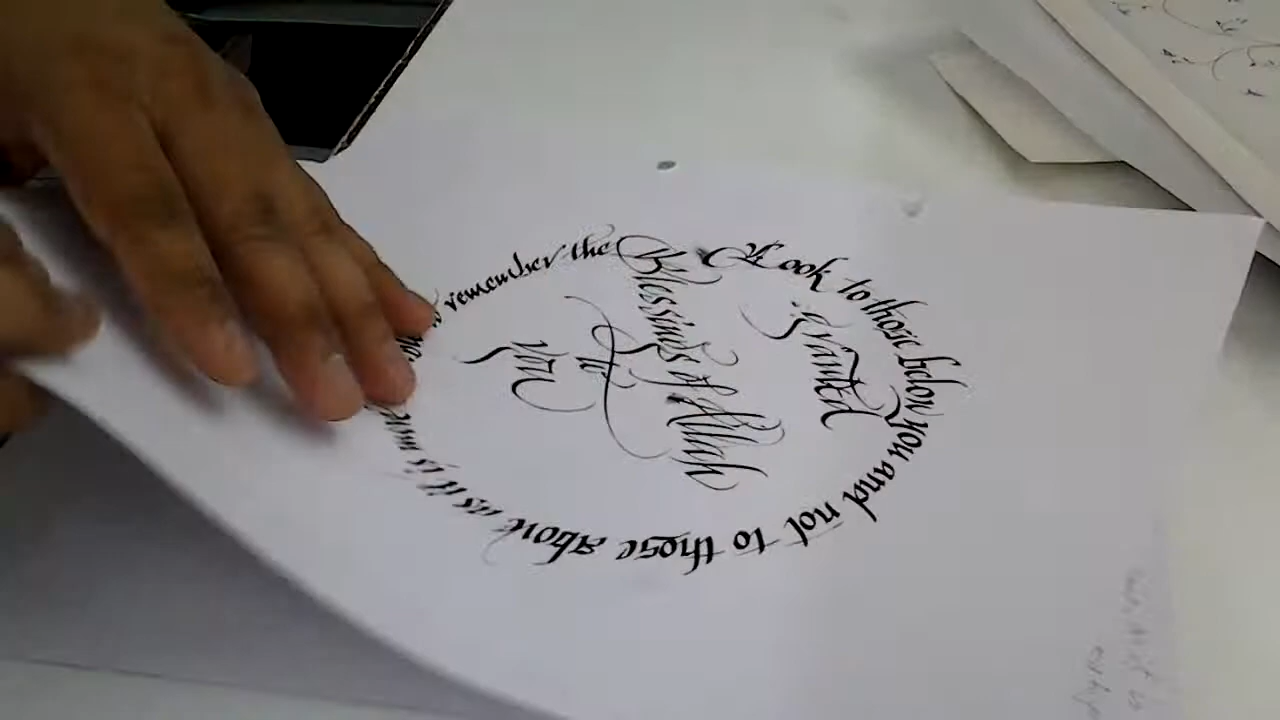 Look to those below you and not to those above as it is
remember the
Blessings of Allah
granted
to
You